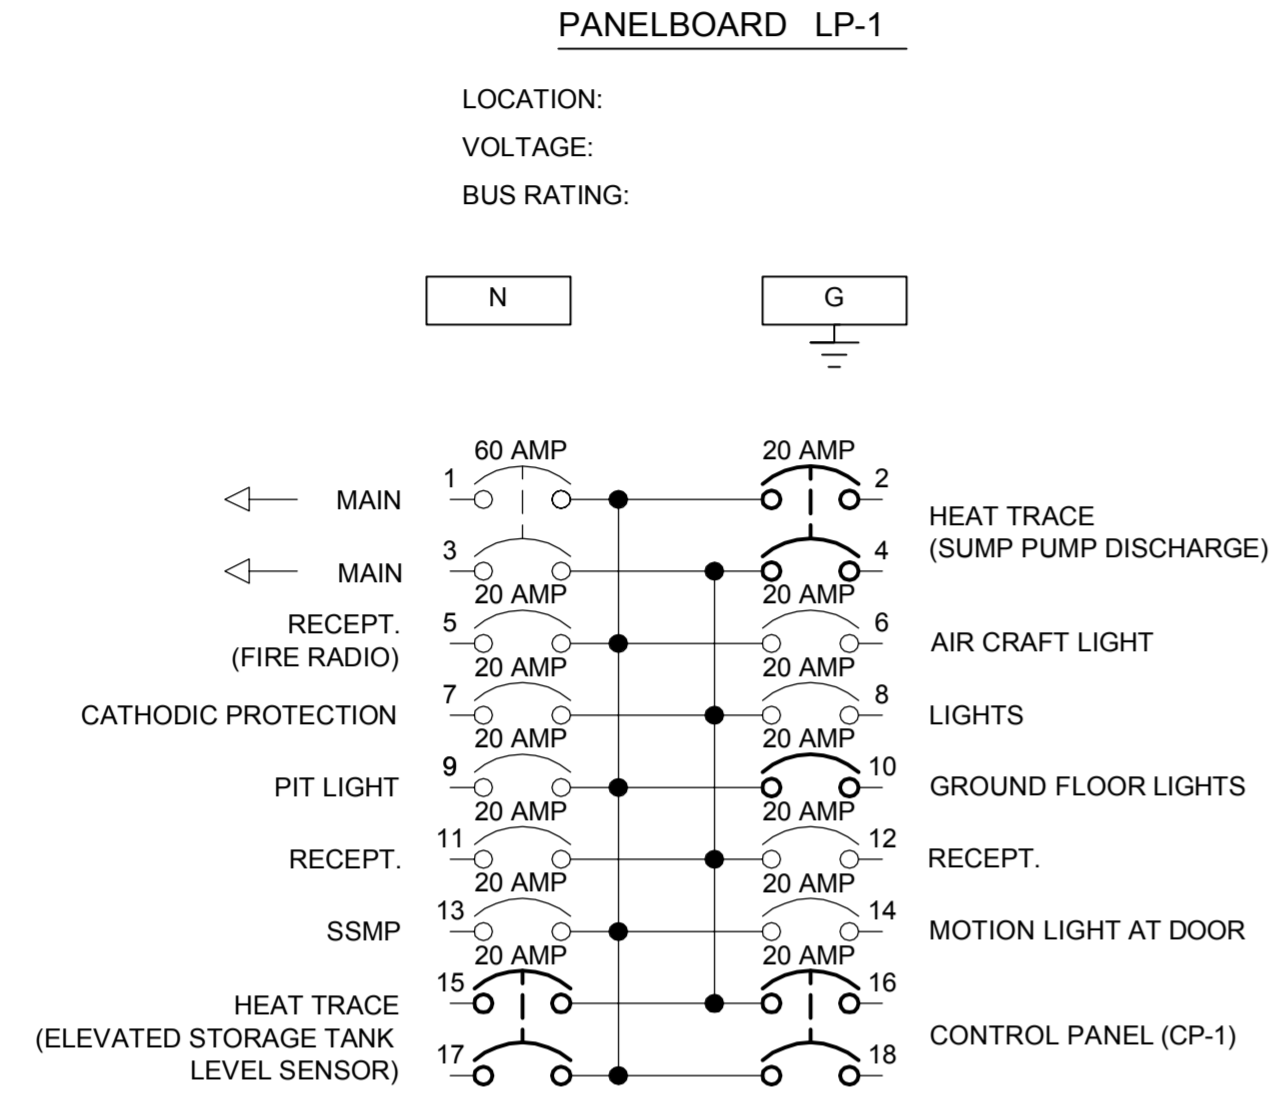 PANELBOARD LP-1
LOCATION:
VOLTAGE:
BUS RATING:
N
G
60 AMP
20 AMP
1
2
MAIN
HEAT TRACE
(SUMP PUMP DISCHARGE)
3
4
MAIN
20 AMP
20 AMP
RECEPT.
(FIRE RADIO)
5
6
AIR CRAFT LIGHT
20 AMP
20 AMP
7
8
CATHODIC PROTECTION
LIGHTS
20 AMP
20 AMP
9
10
PIT LIGHT
GROUND FLOOR LIGHTS
20 AMP
20 AMP
11
12
RECEPT.
RECEPT.
20 AMP
20 AMP
13
14
SSMP
MOTION LIGHT AT DOOR
20 AMP
20 AMP
15
16
HEAT TRACE
(ELEVATED STORAGE TANK
LEVEL SENSOR)
CONTROL PANEL (CP-1)
17
18